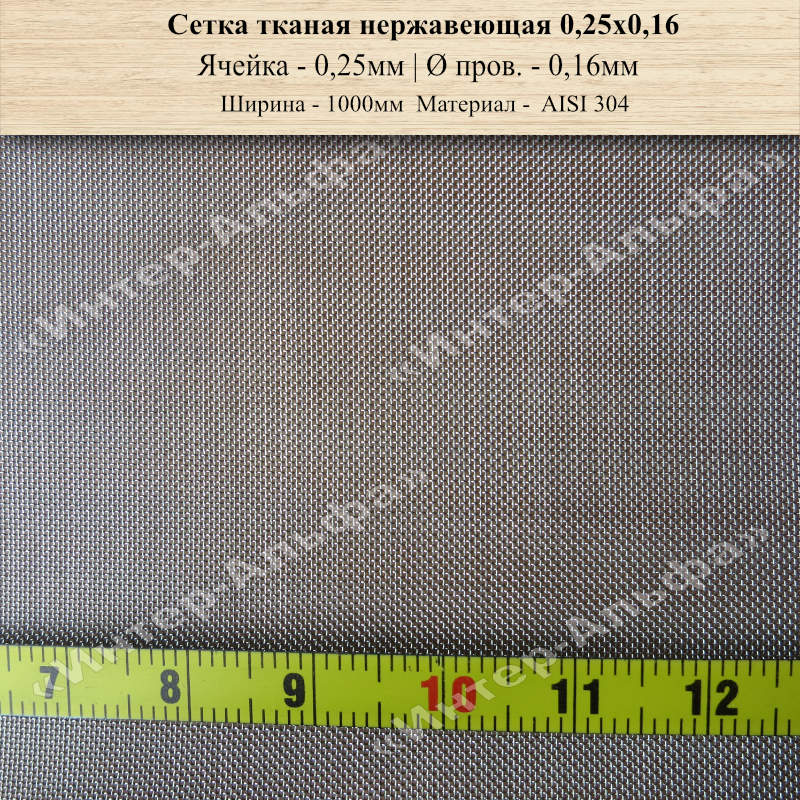 Сетка тканая нержавеющая 0,25х0,16
Ячейка - 0,25мм | Ø пров. - 0,16мм
Ширина - 1000мм Материал - AISI 304
«Интер-Альфа»
«Интер-Альфа»
«Интер-Альфа»
«Интер-Альфа»
7 8 9 10 11 12